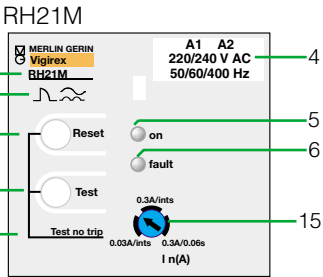 RH21M
MERLIN GERIN
Vigirex
RH21M
A1 A2
220/240 V AC
50/60/400 Hz
4
Reset
on
5
fault
6
Test
0.3A/ints
15
Test no trip
0.03A/ints
0.3A/0.06s
I n(A)